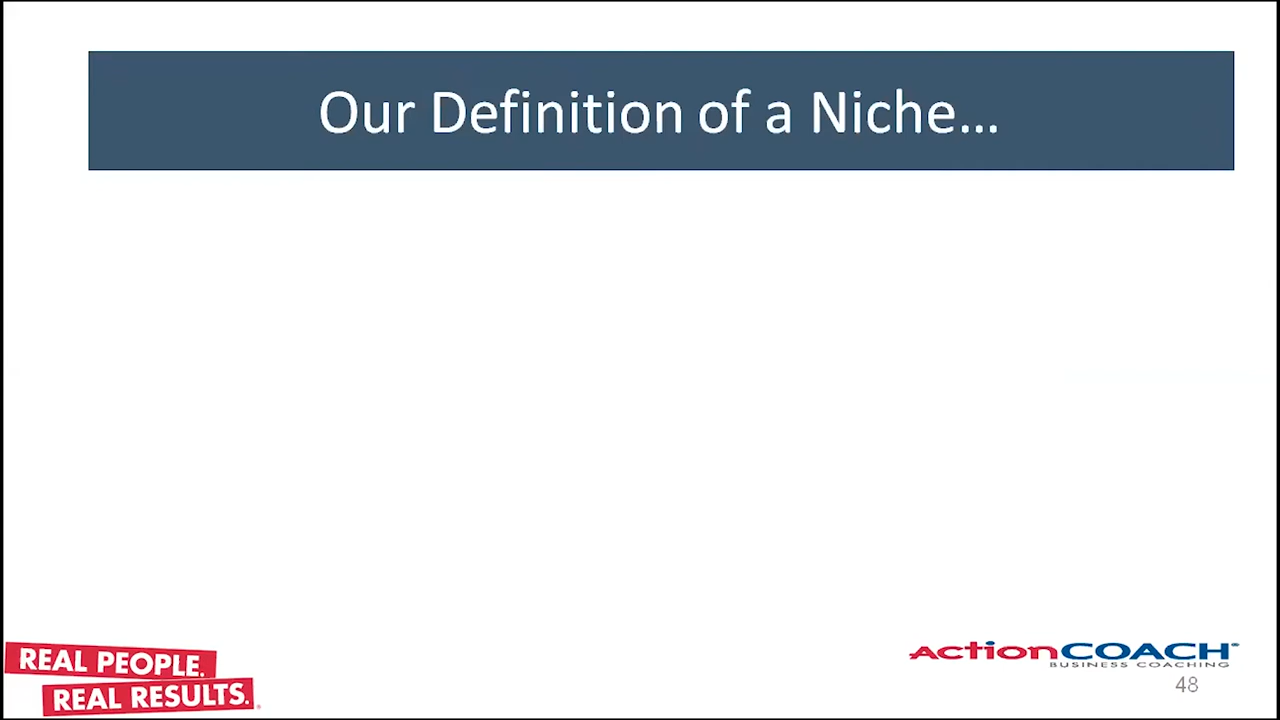 Our Definition of a Niche...
REAL PEOPLE.
REAL RESULTS.
ActionCOACH
BUSINESS COACHING
48